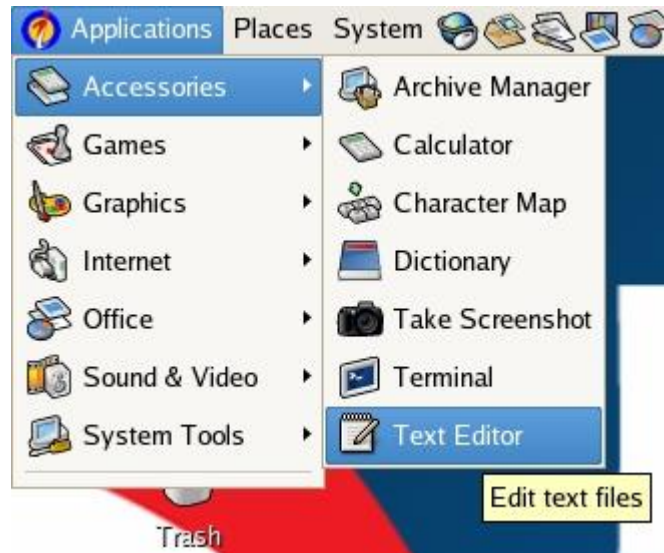 Applications Places System
Accessories
Games
Graphics
Internet
Office
Sound & Video
System Tools
Archive Manager
Calculator
Character Map
Dictionary
Take Screenshot
Terminal
Text Editor
Edit text files
Trash